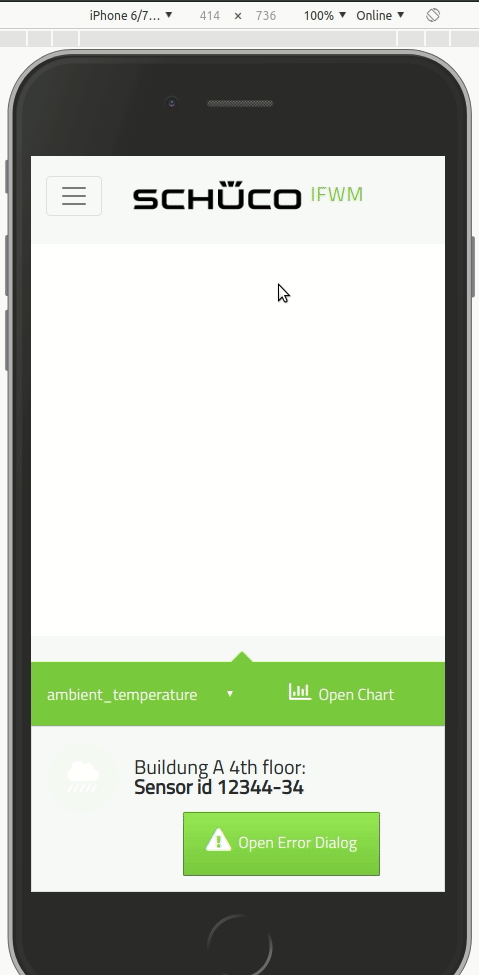 iPhone 6/7... 414 × 736 100% Online
SCHÜCO IFWM
ambient_temperature Open Chart
Buildung A 4th floor:
Sensor id 12344-34
Open Error Dialog